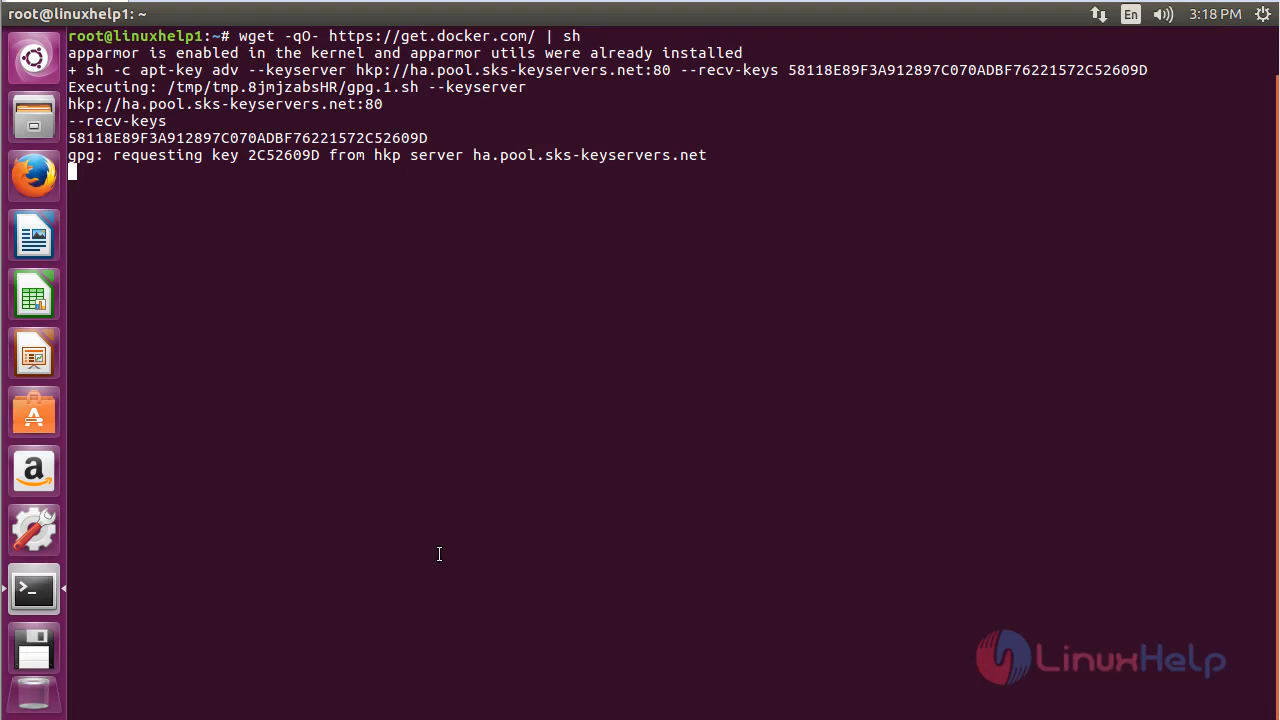 root@linuxhelp1: ~
En
3:18 PM
root@linuxhelp1:~# wget -qO- https://get.docker.com/ | sh
apparmor is enabled in the kernel and apparmor utils were already installed
+ sh -c apt-key adv --keyserver hkp://ha.pool.sks-keyservers.net:80 --recv-keys 58118E89F3A912897C070ADBF76221572C52609D
Executing: /tmp/tmp.8jmjzabsHR/gpg.1.sh --keyserver
hkp://ha.pool.sks-keyservers.net:80
--recv-keys
58118E89F3A912897C070ADBF76221572C52609D
gpg: requesting key 2C52609D from hkp server ha.pool.sks-keyservers.net
LinuxHelp